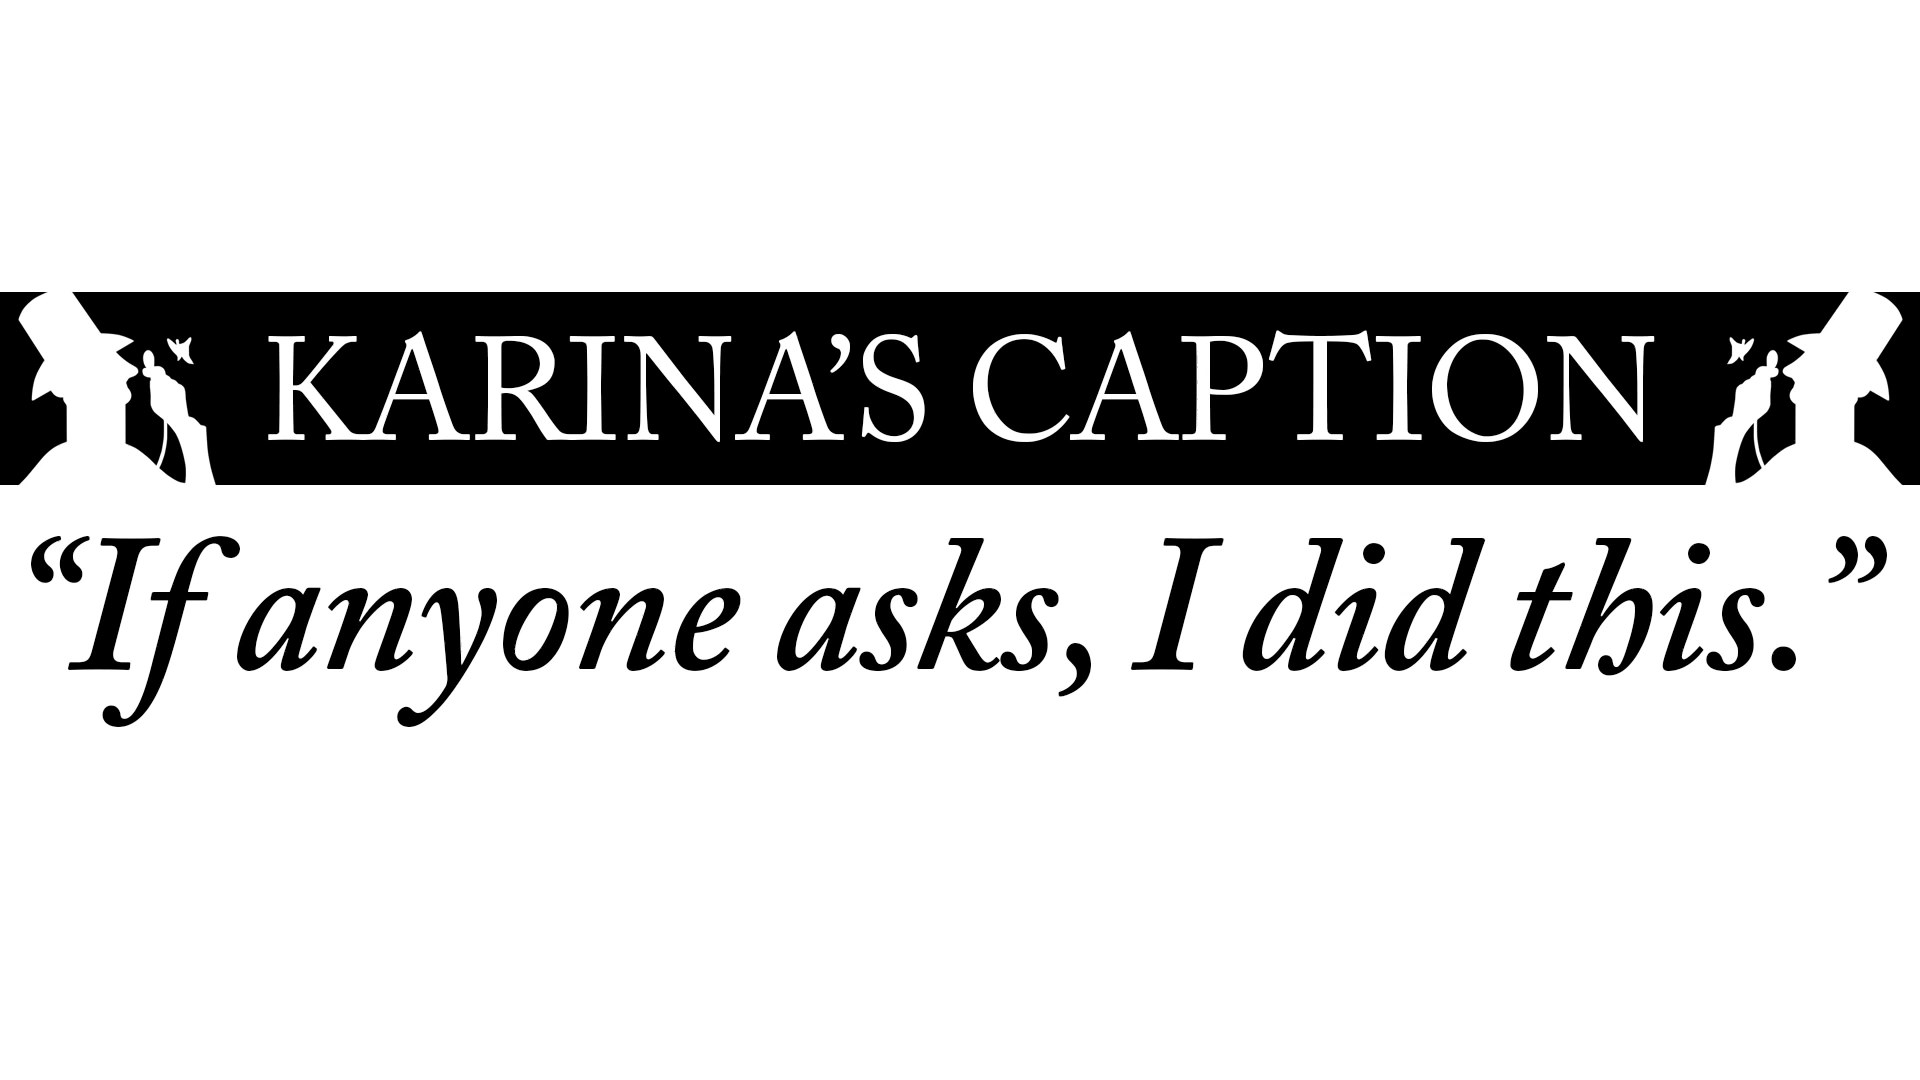 KARINA’S CAPTION
“If anyone asks, I did this.”